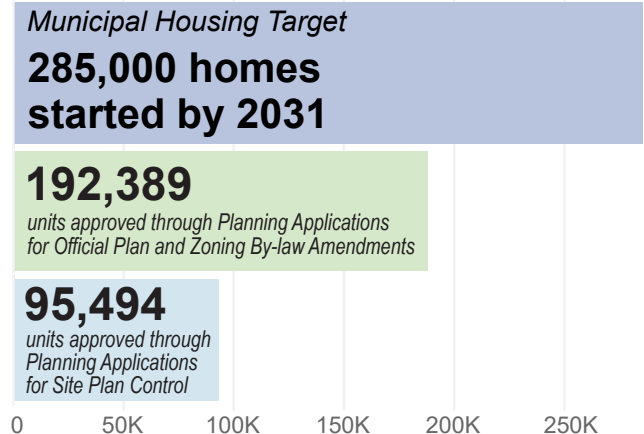 Municipal Housing Target
285,000 homes
started by 2031
192,389
units approved through Planning Applications
for Official Plan and Zoning By-law Amendments
95,494
units approved through
Planning Applications
for Site Plan Control
0 50K 100K 150K 200K 250K